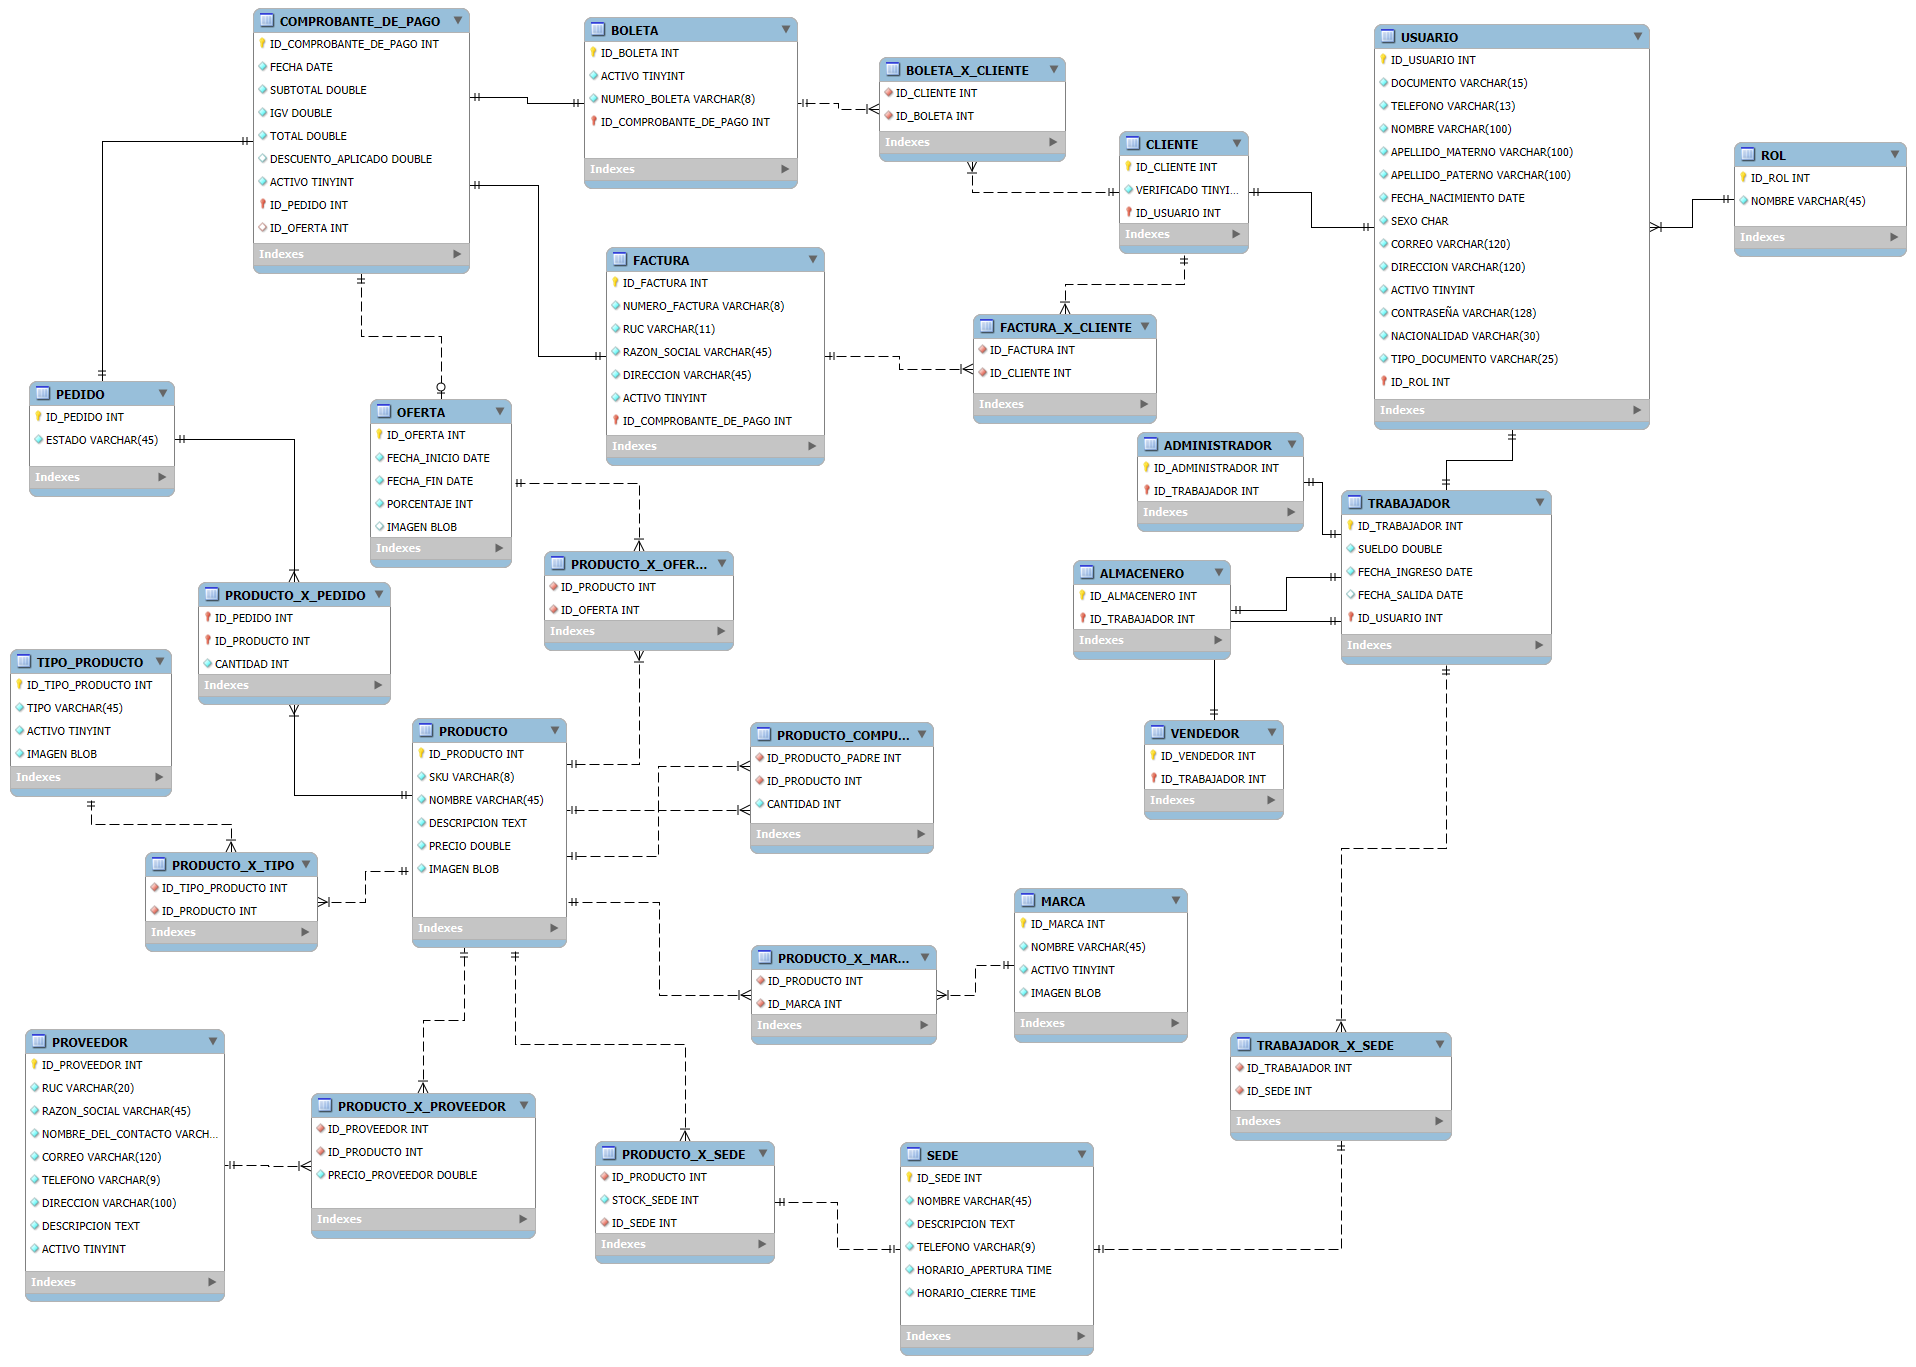 COMPROBANTE_DE_PAGO
ID_COMPROBANTE_DE_PAGO INT
FECHA DATE
SUBTOTAL DOUBLE
IGV DOUBLE
TOTAL DOUBLE
DESCUENTO_APLICADO DOUBLE
ACTIVO TINYINT
ID_PEDIDO INT
ID_OFERTA INT
Indexes
BOLETA
ID_BOLETA INT
ACTIVO TINYINT
NUMERO_BOLETA VARCHAR(8)
ID_COMPROBANTE_DE_PAGO INT
Indexes
BOLETA_X_CLIENTE
ID_CLIENTE INT
ID_BOLETA INT
Indexes
CLIENTE
ID_CLIENTE INT
VERIFICADO TINYI...
ID_USUARIO INT
Indexes
USUARIO
ID_USUARIO INT
DOCUMENTO VARCHAR(15)
TELEFONO VARCHAR(13)
NOMBRE VARCHAR(100)
APELLIDO_MATERNO VARCHAR(100)
APELLIDO_PATERNO VARCHAR(100)
FECHA_NACIMIENTO DATE
SEXO CHAR
CORREO VARCHAR(120)
DIRECCION VARCHAR(120)
ACTIVO TINYINT
CONTRASEÑA VARCHAR(128)
NACIONALIDAD VARCHAR(30)
TIPO_DOCUMENTO VARCHAR(25)
ID_ROL INT
Indexes
ROL
ID_ROL INT
NOMBRE VARCHAR(45)
Indexes
FACTURA
ID_FACTURA INT
NUMERO_FACTURA VARCHAR(8)
RUC VARCHAR(11)
RAZON_SOCIAL VARCHAR(45)
DIRECCION VARCHAR(45)
ACTIVO TINYINT
ID_COMPROBANTE_DE_PAGO INT
Indexes
FACTURA_X_CLIENTE
ID_FACTURA INT
ID_CLIENTE INT
Indexes
PEDIDO
ID_PEDIDO INT
ESTADO VARCHAR(45)
Indexes
OFERTA
ID_OFERTA INT
FECHA_INICIO DATE
FECHA_FIN DATE
PORCENTAJE INT
IMAGEN BLOB
Indexes
ADMINISTRADOR
ID_ADMINISTRADOR INT
ID_TRABAJADOR INT
Indexes
TRABAJADOR
ID_TRABAJADOR INT
SUELDO DOUBLE
FECHA_INGRESO DATE
FECHA_SALIDA DATE
ID_USUARIO INT
Indexes
ALMACENERO
ID_ALMACENERO INT
ID_TRABAJADOR INT
Indexes
PRODUCTO_X_OFER...
ID_PRODUCTO INT
ID_OFERTA INT
Indexes
PRODUCTO_X_PEDIDO
ID_PEDIDO INT
ID_PRODUCTO INT
CANTIDAD INT
Indexes
TIPO_PRODUCTO
ID_TIPO_PRODUCTO INT
TIPO VARCHAR(45)
ACTIVO TINYINT
IMAGEN BLOB
Indexes
PRODUCTO
ID_PRODUCTO INT
SKU VARCHAR(8)
NOMBRE VARCHAR(45)
DESCRIPCION TEXT
PRECIO DOUBLE
IMAGEN BLOB
Indexes
PRODUCTO_COMPU...
ID_PRODUCTO_PADRE INT
ID_PRODUCTO INT
CANTIDAD INT
Indexes
VENDEDOR
ID_VENDEDOR INT
ID_TRABAJADOR INT
Indexes
PRODUCTO_X_TIPO
ID_TIPO_PRODUCTO INT
ID_PRODUCTO INT
Indexes
MARCA
ID_MARCA INT
NOMBRE VARCHAR(45)
ACTIVO TINYINT
IMAGEN BLOB
Indexes
PRODUCTO_X_MAR...
ID_PRODUCTO INT
ID_MARCA INT
Indexes
PROVEEDOR
ID_PROVEEDOR INT
RUC VARCHAR(20)
RAZON_SOCIAL VARCHAR(45)
NOMBRE_DEL_CONTACTO VARCH...
CORREO VARCHAR(120)
TELEFONO VARCHAR(9)
DIRECCION VARCHAR(100)
DESCRIPCION TEXT
ACTIVO TINYINT
Indexes
PRODUCTO_X_PROVEEDOR
ID_PROVEEDOR INT
ID_PRODUCTO INT
PRECIO_PROVEEDOR DOUBLE
Indexes
PRODUCTO_X_SEDE
ID_PRODUCTO INT
STOCK_SEDE INT
ID_SEDE INT
Indexes
SEDE
ID_SEDE INT
NOMBRE VARCHAR(45)
DESCRIPCION TEXT
TELEFONO VARCHAR(9)
HORARIO_APERTURA TIME
HORARIO_CIERRE TIME
Indexes
TRABAJADOR_X_SEDE
ID_TRABAJADOR INT
ID_SEDE INT
Indexes